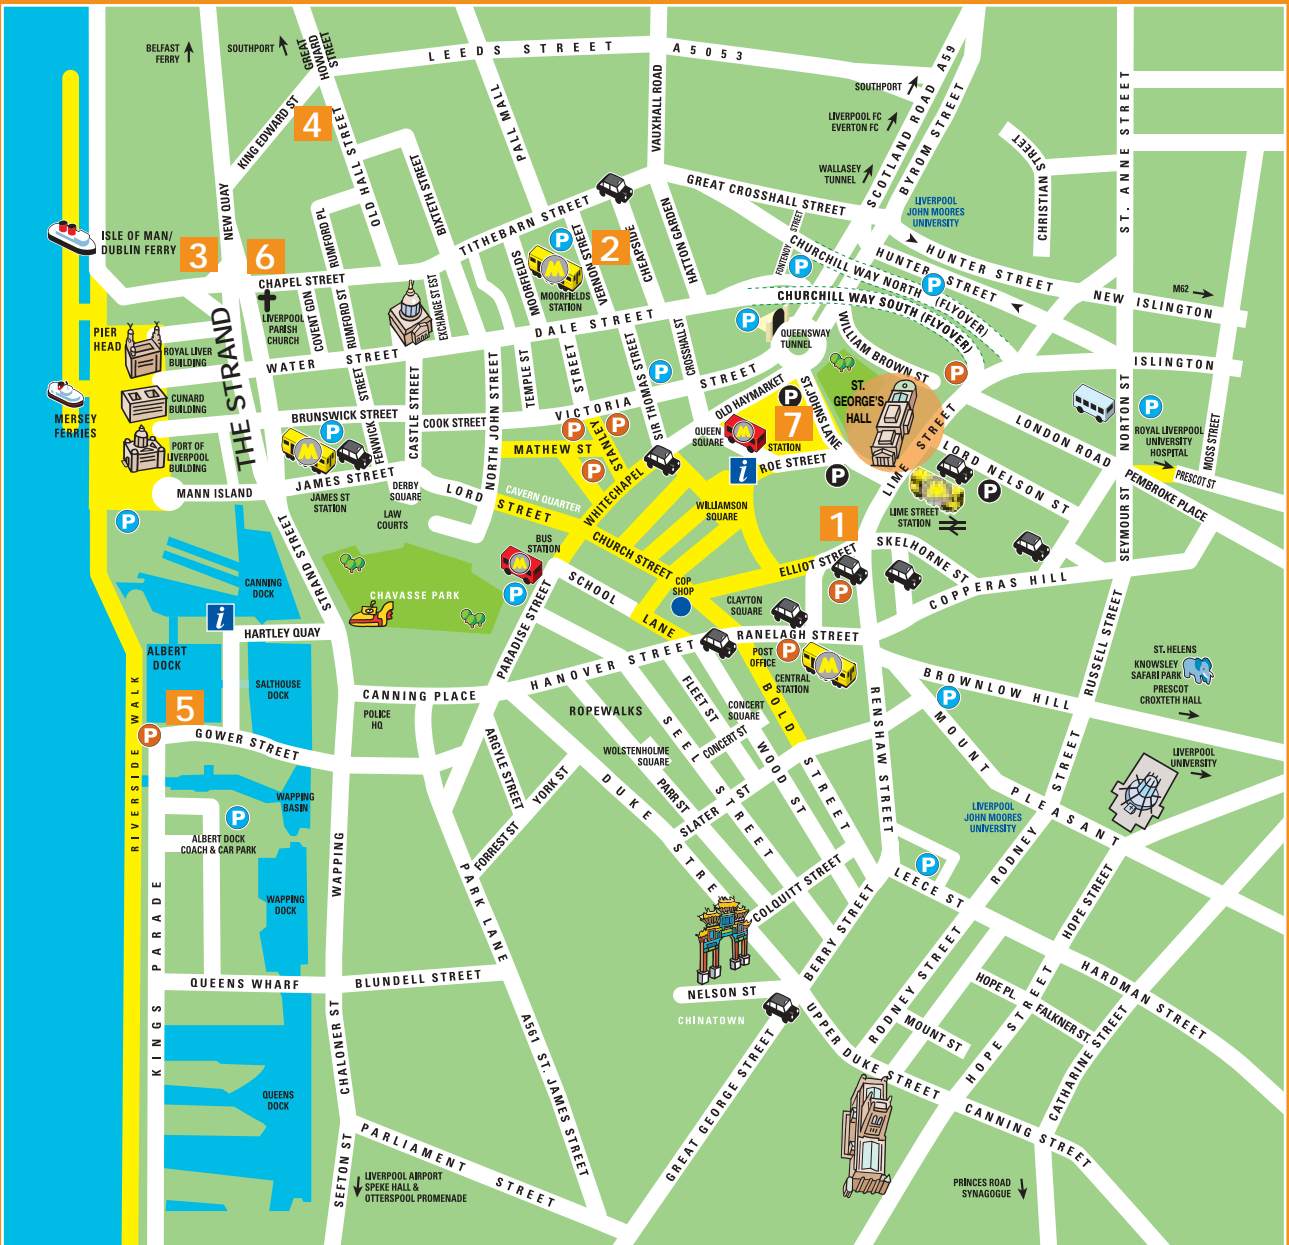 BELFAST
FERRY
SOUTHPORT
GREAT
HOWARD
STREET
LEEDS STREET
A5053
A59
SOUTHPORT
LIVERPOOL FC
EVERTON FC
WALLASEY
TUNNEL
SCOTLAND ROAD
BYROM STREET
CHRISTIAN STREET
ST. ANNE STREET
KING EDWARD ST
4
OLD HALL STREET
PALL MALL
VAUXHALL ROAD
NEW QUAY
BIXTETH STREET
GREAT CROSSHALL STREET
LIVERPOOL
JOHN MOORES
UNIVERSITY
ISLE OF MAN/
DUBLIN FERRY
3
6
RUMFORD PL
TITHEBARN STREET
2
P
MOORFIELDS
M
MOORFIELDS
STATION
VERNON STREET
CHEAPSIDE
HATTON GARDEN
FONTENOY STREET
P
CHURCHILL WAY NORTH (FLYOVER)
P
HUNTER STREET
HUNTER STREET
NEW ISLINGTON
M62
CHAPEL STREET
LIVERPOOL
PARISH
CHURCH
COVENT GDN
RUMFORD ST
EXCHANGE ST EST
DALE STREET
CHURCHILL WAY SOUTH (FLYOVER)
P
QUEENSWAY
TUNNEL
WILLIAM BROWN ST
P
ISLINGTON
PIER
HEAD
ROYAL LIVER
BUILDING
THE STRAND
WATER STREET
STREET
CUNARD
BUILDING
MERSEY
FERRIES
PORT OF
LIVERPOOL
BUILDING
BRUNSWICK STREET
P
M
FENWICK
CASTLE STREET
COOK STREET
NORTH JOHN STREET
TEMPLE ST
STREET
SIR THOMAS STREET
CROSSHALL ST
P
VICTORIA STREET
P
P
STANLEY
P
MATHEW ST
OLD HAYMARKET
P
QUEEN
SQUARE
M
STATION
7
ST. JOHNS LANE
ST.
GEORGE'S
HALL
LIME STREET
LORD NELSON ST
LONDON ROAD
NORTON ST
P
ROYAL LIVERPOOL
UNIVERSITY
HOSPITAL
MOSS STREET
PRESCOT ST
PEMBROKE PLACE
MANN ISLAND
JAMES STREET
JAMES ST
STATION
DERBY
SQUARE
LAW
COURTS
LORD STREET
CAVERN QUARTER
WHITECHAPEL
i
ROE STREET
P
M
LIME STREET
STATION
P
WILLIAMSON
SQUARE
1
SEYMOUR ST
P
STRAND STREET
CANNING
DOCK
BUS
STATION
M
P
CHURCH STREET
ELLIOT STREET
SKELHORNE ST
COPPERAS HILL
P
CHAVASSE PARK
i
HARTLEY QUAY
SCHOOL LANE
COP
SHOP
CLAYTON
SQUARE
RANELAGH STREET
RUSSELL STREET
ALBERT
DOCK
SALTHOUSE
DOCK
PARADISE STREET
HANOVER STREET
POST
OFFICE
P
M
CENTRAL
STATION
BROWNLOW HILL
P
ST. HELENS
KNOWSLEY
SAFARI PARK
PRESCOT
CROXTETH HALL
5
P
CANNING PLACE
POLICE
HQ
ROPEWALKS
FLEET ST
CONCERT
SQUARE
BOLD STREET
RENSHAW STREET
MOUNT PLEASANT
LIVERPOOL
UNIVERSITY
GOWER STREET
ARGYLE STREET
YORK ST
WOLSTENHOLME
SQUARE
SEEL STREET
CONCERT ST
WOOD ST
PARR ST
SLATER ST
WAPPING
BASIN
P
ALBERT DOCK
COACH & CAR PARK
RIVERSIDE WALK
DUKE STREET
FORREST ST
LIVERPOOL
JOHN MOORES
UNIVERSITY
WAPPING
PARK LANE
COLQUITT STREET
P
LEECE ST
RODNEY STREET
HOPE STREET
WAPPING
DOCK
BERRY STREET
HARDMAN STREET
KINGS PARADE
QUEENS WHARF
BLUNDELL STREET
NELSON ST
CHINATOWN
HOPE PL.
FALKNER ST.
MOUNT ST
RODNEY STREET
HOPE STREET
CATHARINE STREET
CHALONER ST
A561 ST. JAMES STREET
UPPER DUKE STREET
CANNING STREET
QUEENS
DOCK
GREAT GEORGE STREET
PARLIAMENT STREET
SEFTON ST
LIVERPOOL AIRPORT
SPEKE HALL &
OTTERSPOOL PROMENADE
PRINCES ROAD
SYNAGOGUE